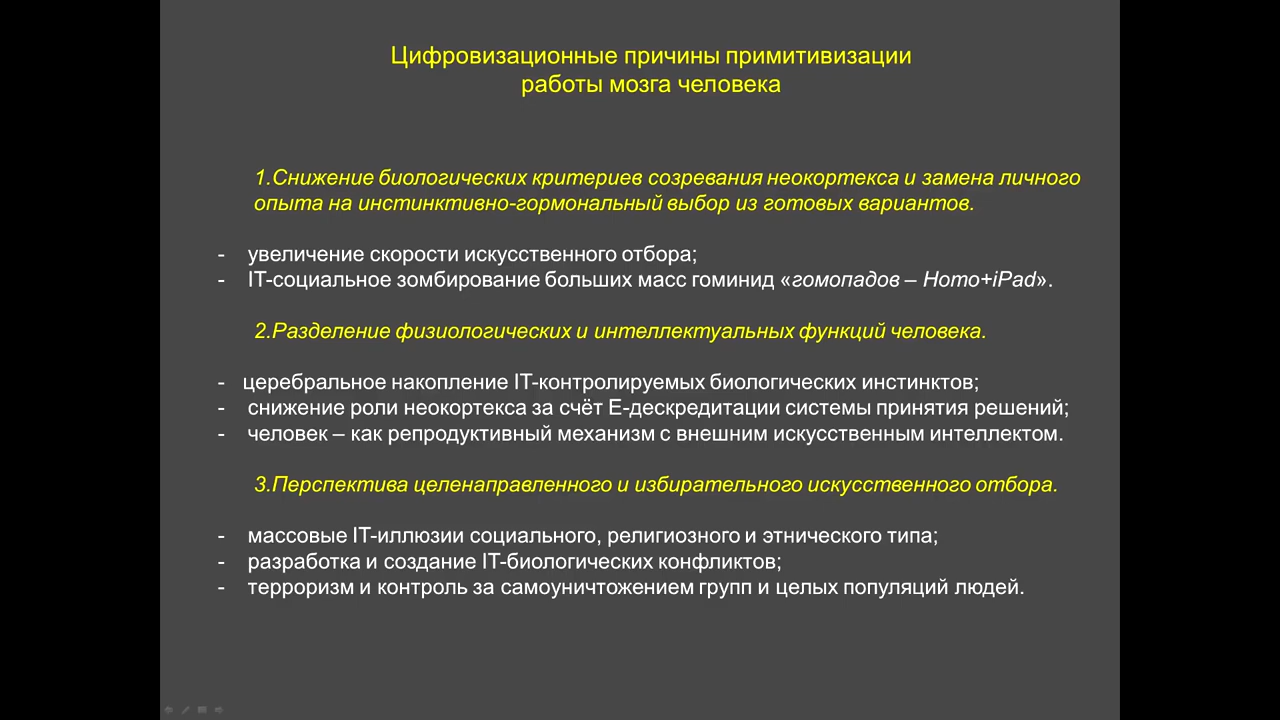 Цифровизационные причины примитивизации
работы мозга человека
1.Снижение биологических критериев созревания неокортекса и замена личного
опыта на инстинктивно-гормональный выбор из готовых вариантов.
- увеличение скорости искусственного отбора;
- IT-социальное зомбирование больших масс гоминид «гомопадов – Homo+iPad».
2.Разделение физиологических и интеллектуальных функций человека.
- церебральное накопление IT-контролируемых биологических инстинктов;
- снижение роли неокортекса за счёт Е-дескредитации системы принятия решений;
- человек – как репродуктивный механизм с внешним искусственным интеллектом.
3.Перспектива целенаправленного и избирательного искусственного отбора.
- массовые IT-иллюзии социального, религиозного и этнического типа;
- разработка и создание IT-биологических конфликтов;
- терроризм и контроль за самоуничтожением групп и целых популяций людей.